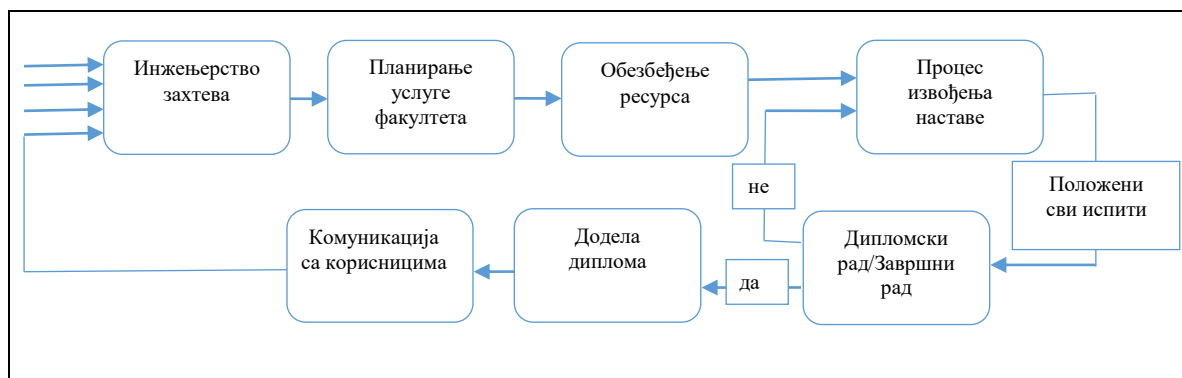 Инжењерство
захтева
Планирање
услуге
факултета
Обезбеђење
ресурса
Процес
извођења
наставе
не
Положени
сви испити
Комуникација
са корисницима
Додела
диплома
да
Дипломски
рад/Завршни
рад